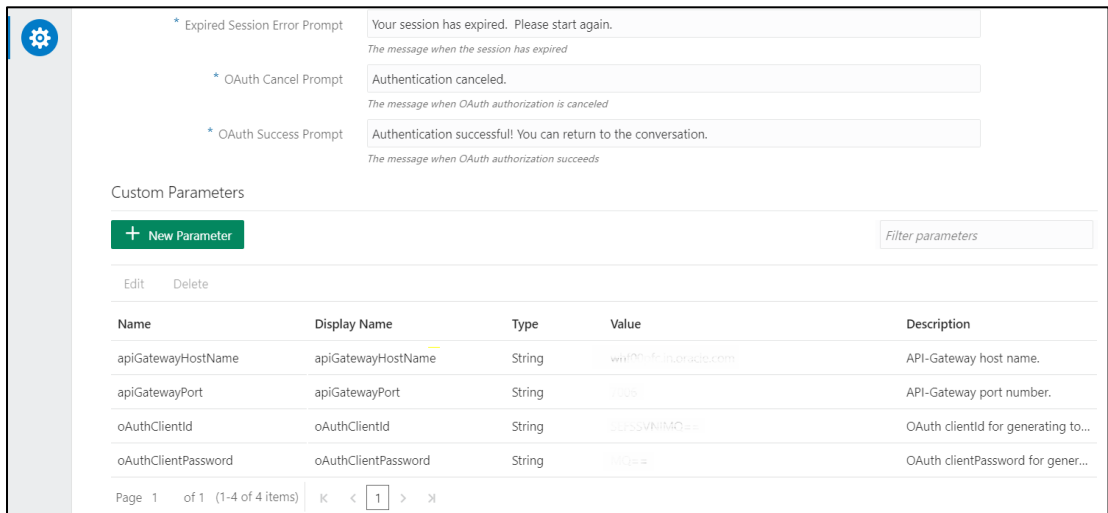 * Expired Session Error Prompt Your session has expired.  Please start again.
The message when the session has expired
* OAuth Cancel Prompt Authentication canceled.
The message when OAuth authorization is canceled
* OAuth Success Prompt Authentication successful! You can return to the conversation.
The message when OAuth authorization succeeds
Custom Parameters
+ New Parameter Filter parameters
Edit Delete
Name Display Name Type Value Description
apiGatewayHostName apiGatewayHostName String API-Gateway host name.
apiGatewayPort apiGatewayPort String API-Gateway port number.
oAuthClientId oAuthClientId String OAuth clientId for generating to...
oAuthClientPassword oAuthClientPassword String OAuth clientPassword for gener...
Page 1 of 1 (1-4 of 4 items) K < 1 > >|